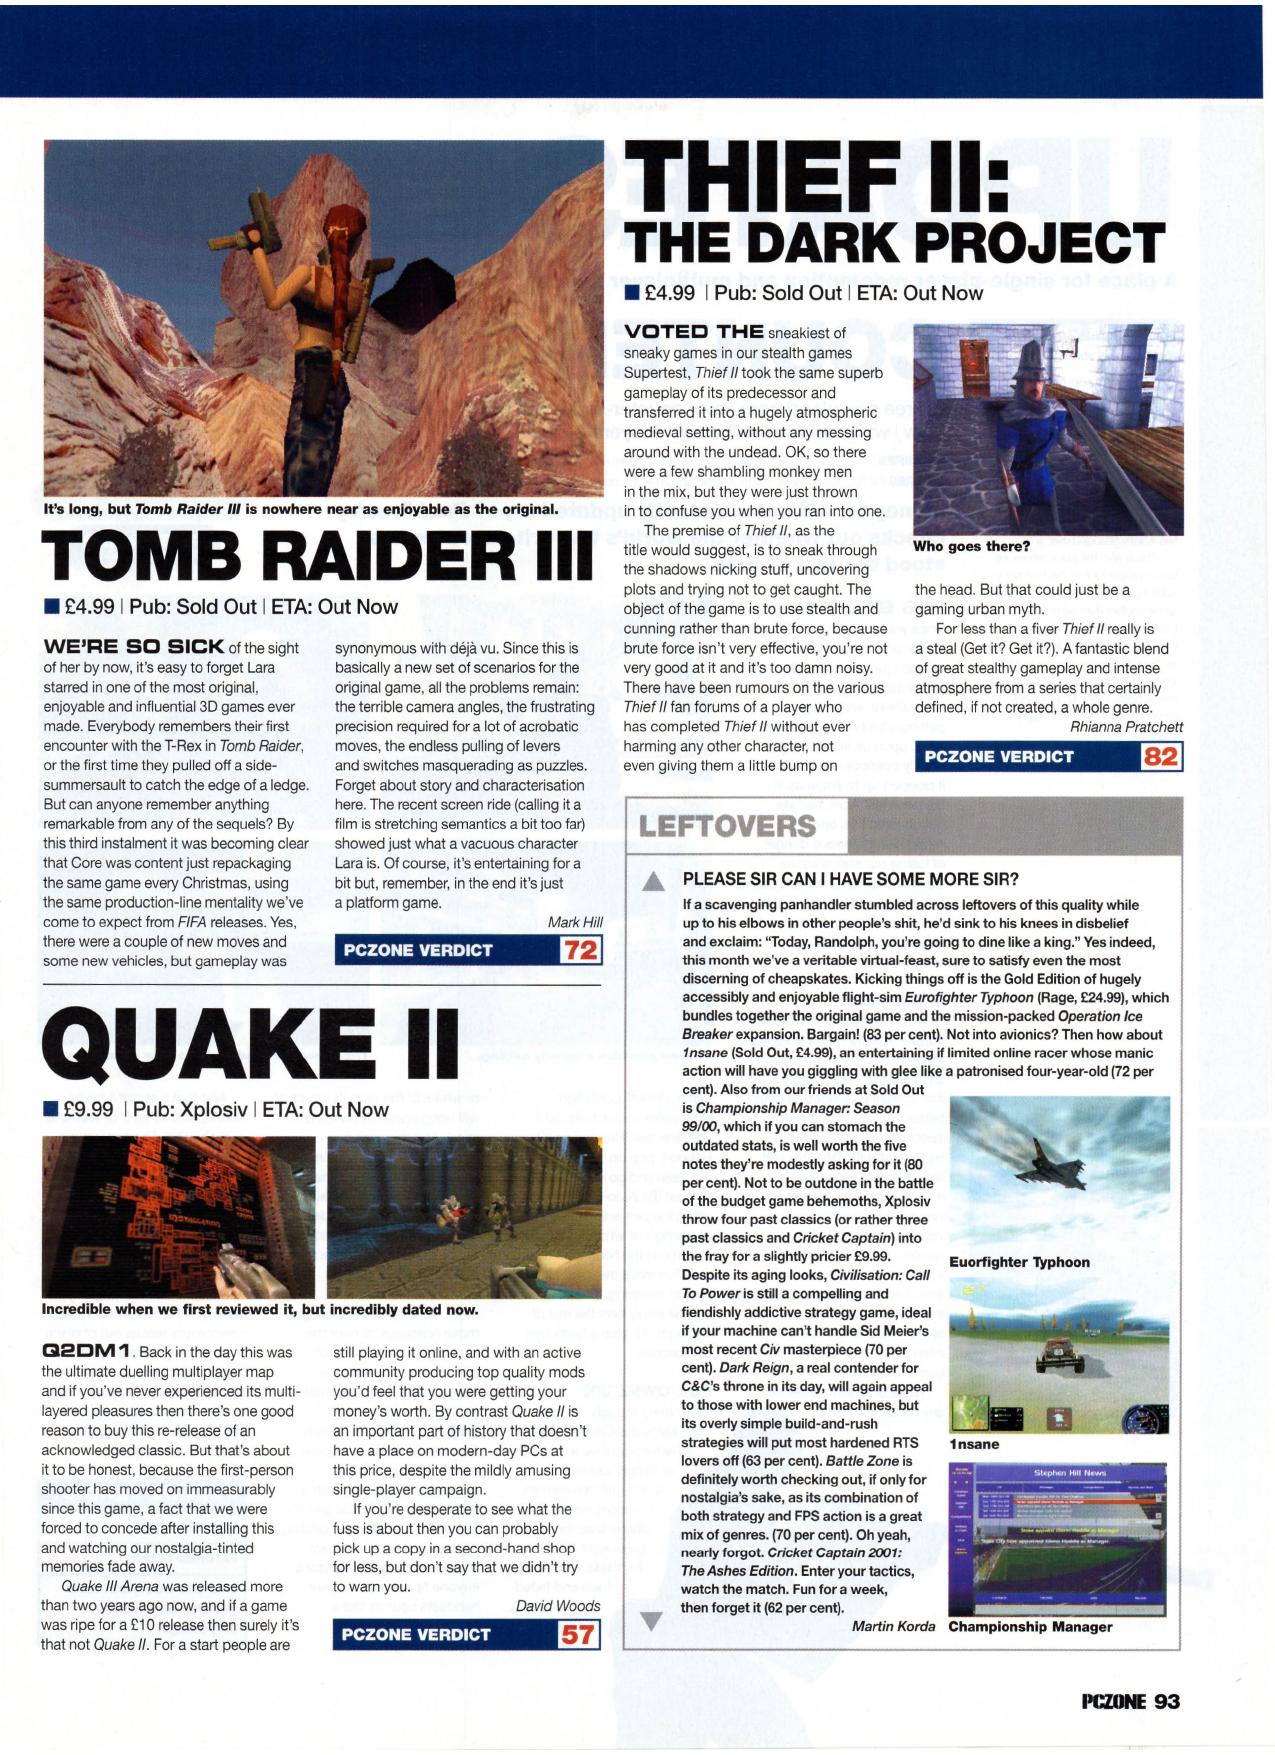 It's long, but Tomb Raider III is nowhere near as enjoyable as the original.
TOMB RAIDER III
£4.99 | Pub: Sold Out | ETA: Out Now
WE'RE SO SICK of the sight
of her by now, it's easy to forget Lara
starred in one of the most original,
enjoyable and influential 3D games ever
made. Everybody remembers their first
encounter with the T-Rex in Tomb Raider,
or the first time they pulled off a side-
summersault to catch the edge of a ledge.
But can anyone remember anything
remarkable from any of the sequels? By
this third instalment it was becoming clear
that Core was content just repackaging
the same game every Christmas, using
the same production-line mentality we've
come to expect from FIFA releases. Yes,
there were a couple of new moves and
some new vehicles, but gameplay was
synonymous with déjà vu. Since this is
basically a new set of scenarios for the
original game, all the problems remain:
the terrible camera angles, the frustrating
precision required for a lot of acrobatic
moves, the endless pulling of levers
and switches masquerading as puzzles.
Forget about story and characterisation
here. The recent screen ride (calling it a
film is stretching semantics a bit too far)
showed just what a vacuous character
Lara is. Of course, it's entertaining for a
bit but, remember, in the end it's just
a platform game.
Mark Hill
PCZONE VERDICT 72
QUAKE II
£9.99 | Pub: Xplosiv | ETA: Out Now
Incredible when we first reviewed it, but incredibly dated now.
Q2DM1. Back in the day this was
the ultimate duelling multiplayer map
and if you've never experienced its multi-
layered pleasures then there's one good
reason to buy this re-release of an
acknowledged classic. But that's about
it to be honest, because the first-person
shooter has moved on immeasurably
since this game, a fact that we were
forced to concede after installing this
and watching our nostalgia-tinted
memories fade away.
Quake III Arena was released more
than two years ago now, and if a game
was ripe for a £10 release then surely it's
that not Quake II. For a start people are
still playing it online, and with an active
community producing top quality mods
you'd feel that you were getting your
money's worth. By contrast Quake II is
an important part of history that doesn't
have a place on modern-day PCs at
this price, despite the mildly amusing
single-player campaign.
If you're desperate to see what the
fuss is about then you can probably
pick up a copy in a second-hand shop
for less, but don't say that we didn't try
to warn you.
David Woods
PCZONE VERDICT 57
THIEF II:
THE DARK PROJECT
£4.99 | Pub: Sold Out | ETA: Out Now
VOTED THE sneakiest of
sneaky games in our stealth games
Supertest, Thief II took the same superb
gameplay of its predecessor and
transferred it into a hugely atmospheric
medieval setting, without any messing
around with the undead. OK, so there
were a few shambling monkey men
in the mix, but they were just thrown
in to confuse you when you ran into one.
The premise of Thief II, as the
title would suggest, is to sneak through
the shadows nicking stuff, uncovering
plots and trying not to get caught. The
object of the game is to use stealth and
cunning rather than brute force, because
brute force isn't very effective, you're not
very good at it and it's too damn noisy.
There have been rumours on the various
Thief II fan forums of a player who
has completed Thief II without ever
harming any other character, not
even giving them a little bump on
Who goes there?
the head. But that could just be a
gaming urban myth.
For less than a fiver Thief II really is
a steal (Get it? Get it?). A fantastic blend
of great stealthy gameplay and intense
atmosphere from a series that certainly
defined, if not created, a whole genre.
Rhianna Pratchett
PCZONE VERDICT 82
LEFTOVERS
PLEASE SIR CAN I HAVE SOME MORE SIR?
If a scavenging panhandler stumbled across leftovers of this quality while
up to his elbows in other people's shit, he'd sink to his knees in disbelief
and exclaim: "Today, Randolph, you're going to dine like a king." Yes indeed,
this month we've a veritable virtual-feast, sure to satisfy even the most
discerning of cheapskates. Kicking things off is the Gold Edition of hugely
accessibly and enjoyable flight-sim Eurofighter Typhoon (Rage, £24.99), which
bundles together the original game and the mission-packed Operation Ice
Breaker expansion. Bargain! (83 per cent). Not into avionics? Then how about
1nsane (Sold Out, £4.99), an entertaining if limited online racer whose manic
action will have you giggling with glee like a patronised four-year-old (72 per
cent). Also from our friends at Sold Out
is Championship Manager: Season
99/00, which if you can stomach the
outdated stats, is well worth the five
notes they're modestly asking for it (80
per cent). Not to be outdone in the battle
of the budget game behemoths, Xplosiv
throw four past classics (or rather three
past classics and Cricket Captain) into
the fray for a slightly pricier £9.99.
Despite its aging looks, Civilisation: Call
To Power is still a compelling and
fiendishly addictive strategy game, ideal
if your machine can't handle Sid Meier's
most recent Civ masterpiece (70 per
cent). Dark Reign, a real contender for
C&C's throne in its day, will again appeal
to those with lower end machines, but
its overly simple build-and-rush
strategies will put most hardened RTS
lovers off (63 per cent). Battle Zone is
definitely worth checking out, if only for
nostalgia's sake, as its combination of
both strategy and FPS action is a great
mix of genres. (70 per cent). Oh yeah,
nearly forgot. Cricket Captain 2001:
The Ashes Edition. Enter your tactics,
watch the match. Fun for a week,
then forget it (62 per cent).
Martin Korda
Euorfighter Typhoon
1nsane
Stephen Hill News
Championship Manager
PCZONE 93